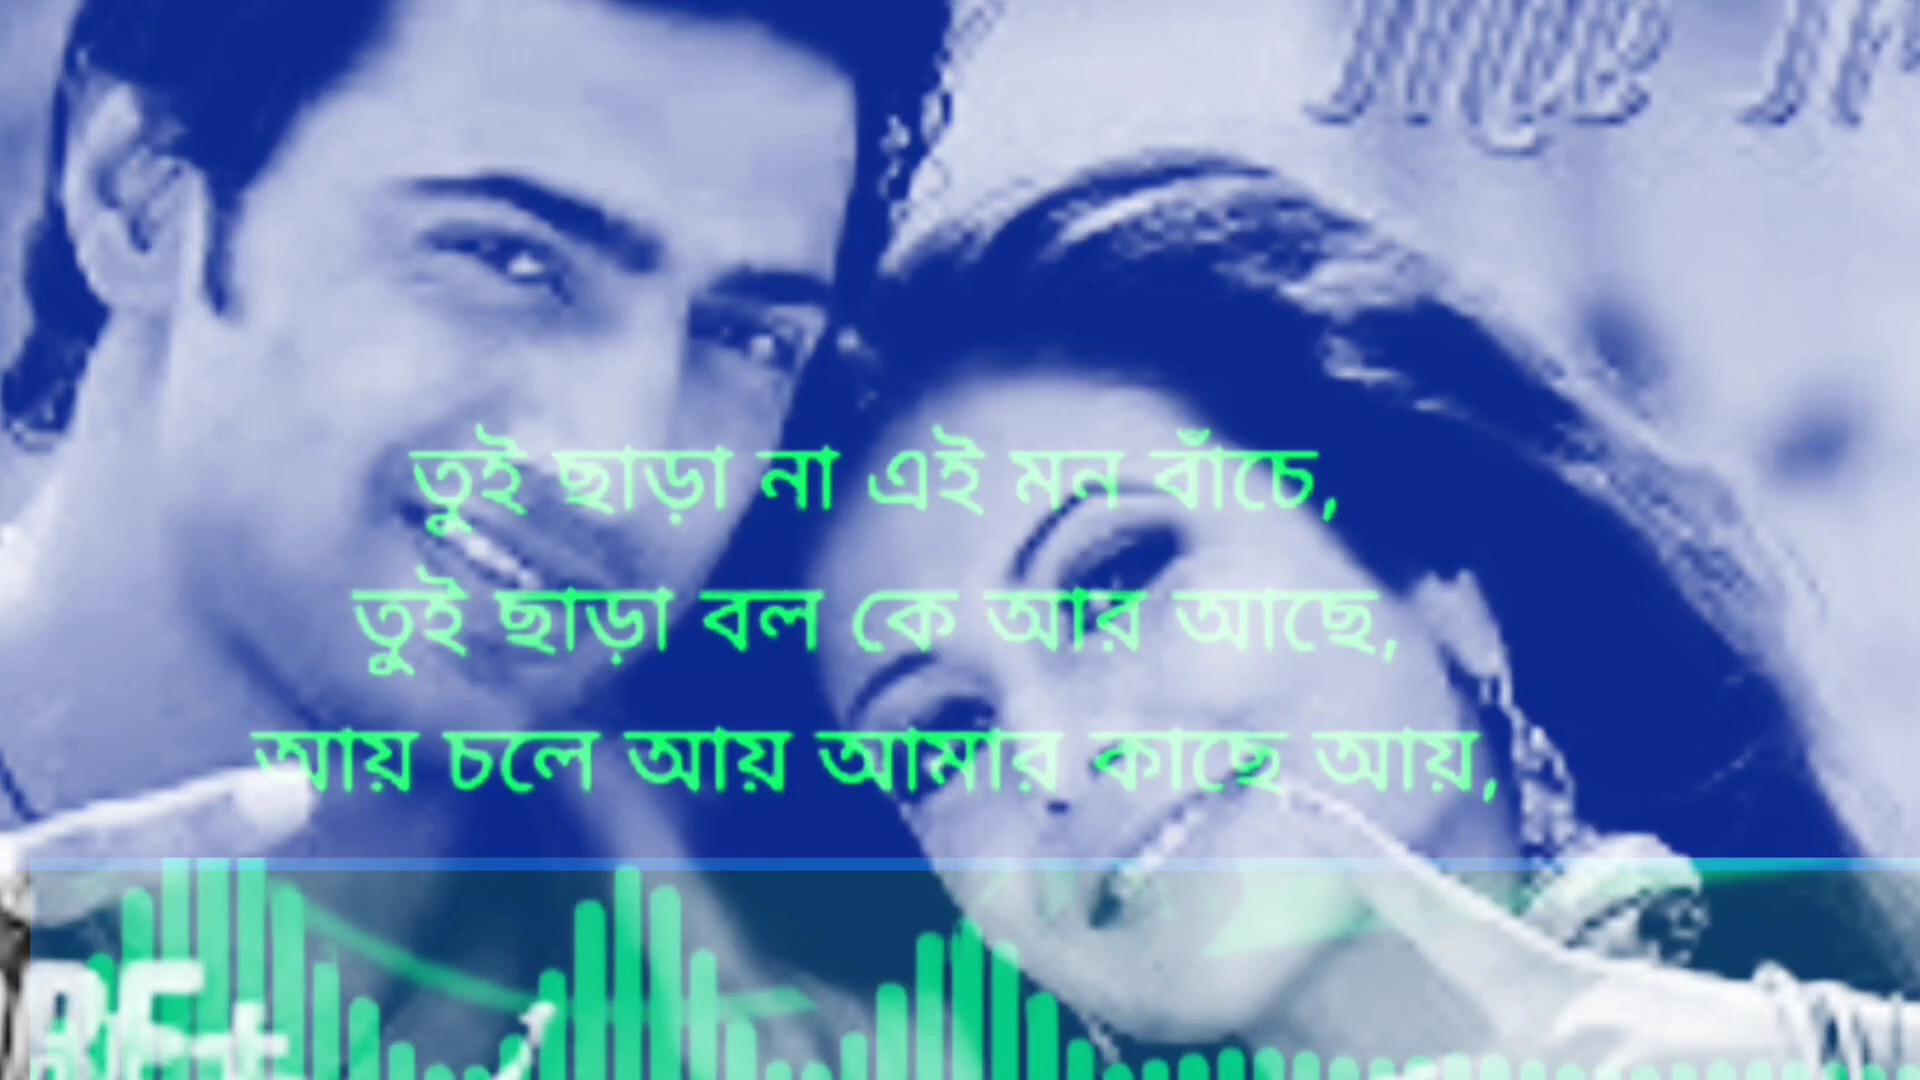 তুই ছাড়া না এই মন বাঁচে,
তুই ছাড়া বল কে আর আছে,
আয় চলে আয় আমার কাছে আয়,